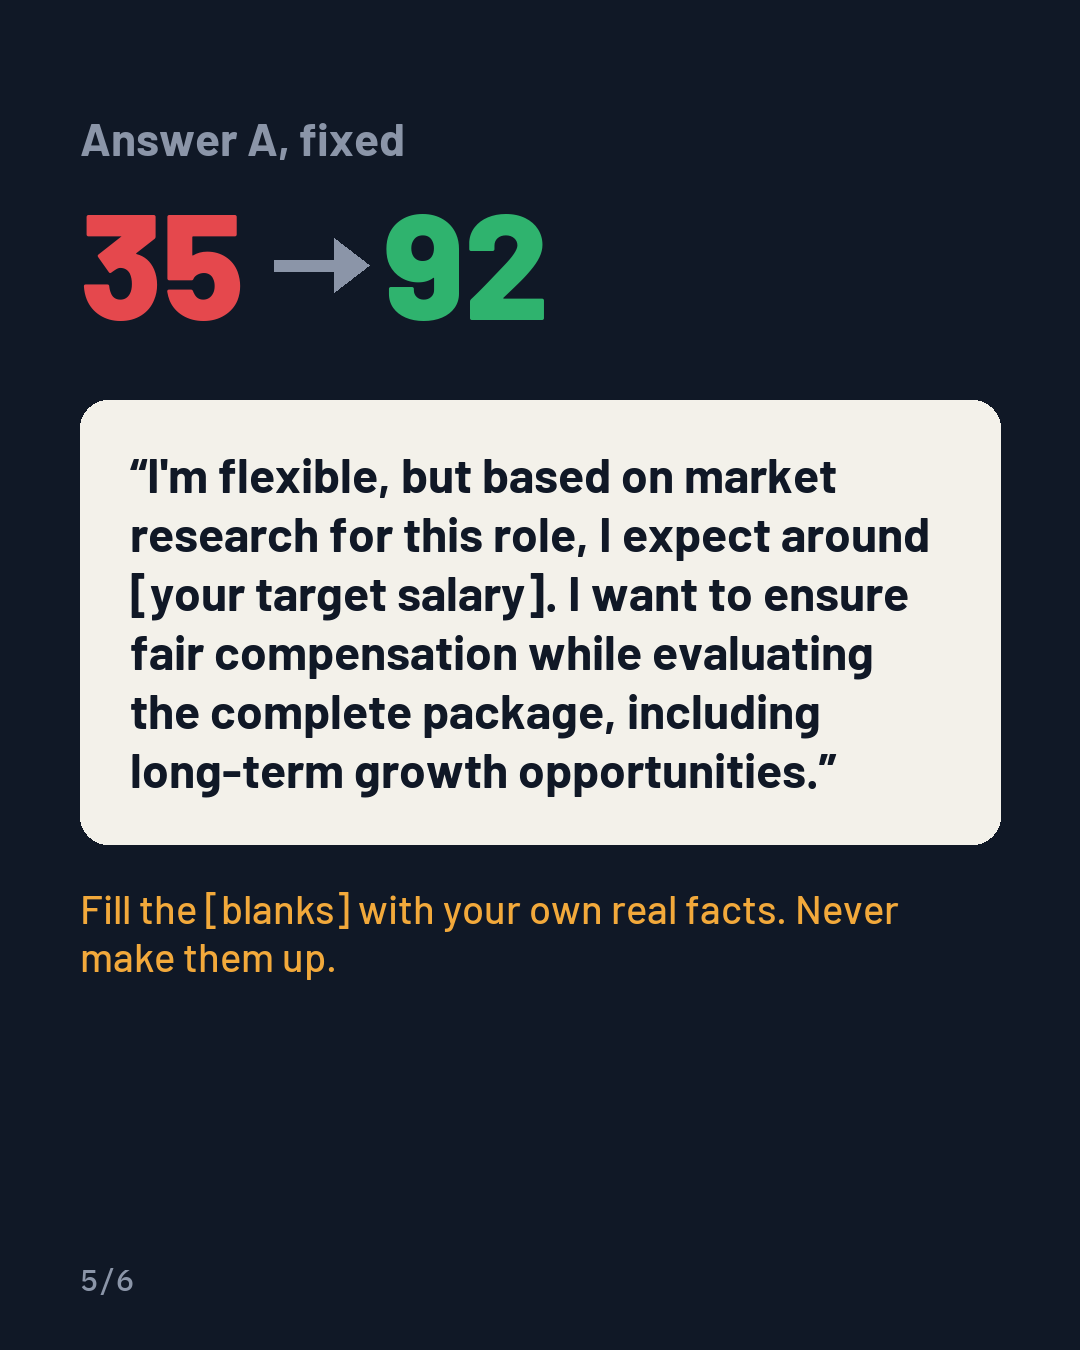 Answer A, fixed
35 → 92
“I'm flexible, but based on market
research for this role, I expect around
[your target salary]. I want to ensure
fair compensation while evaluating
the complete package, including
long-term growth opportunities.”
Fill the [blanks] with your own real facts. Never
make them up.
5/6